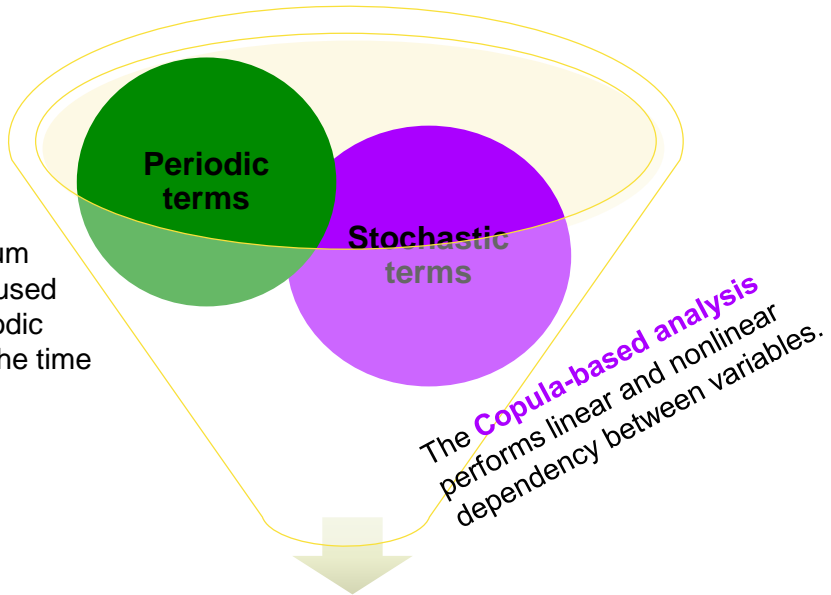 Periodic
terms
Stochastic
terms
um
used
odic
he time
The Copula-based analysis
performs linear and nonlinear
dependency between variables.